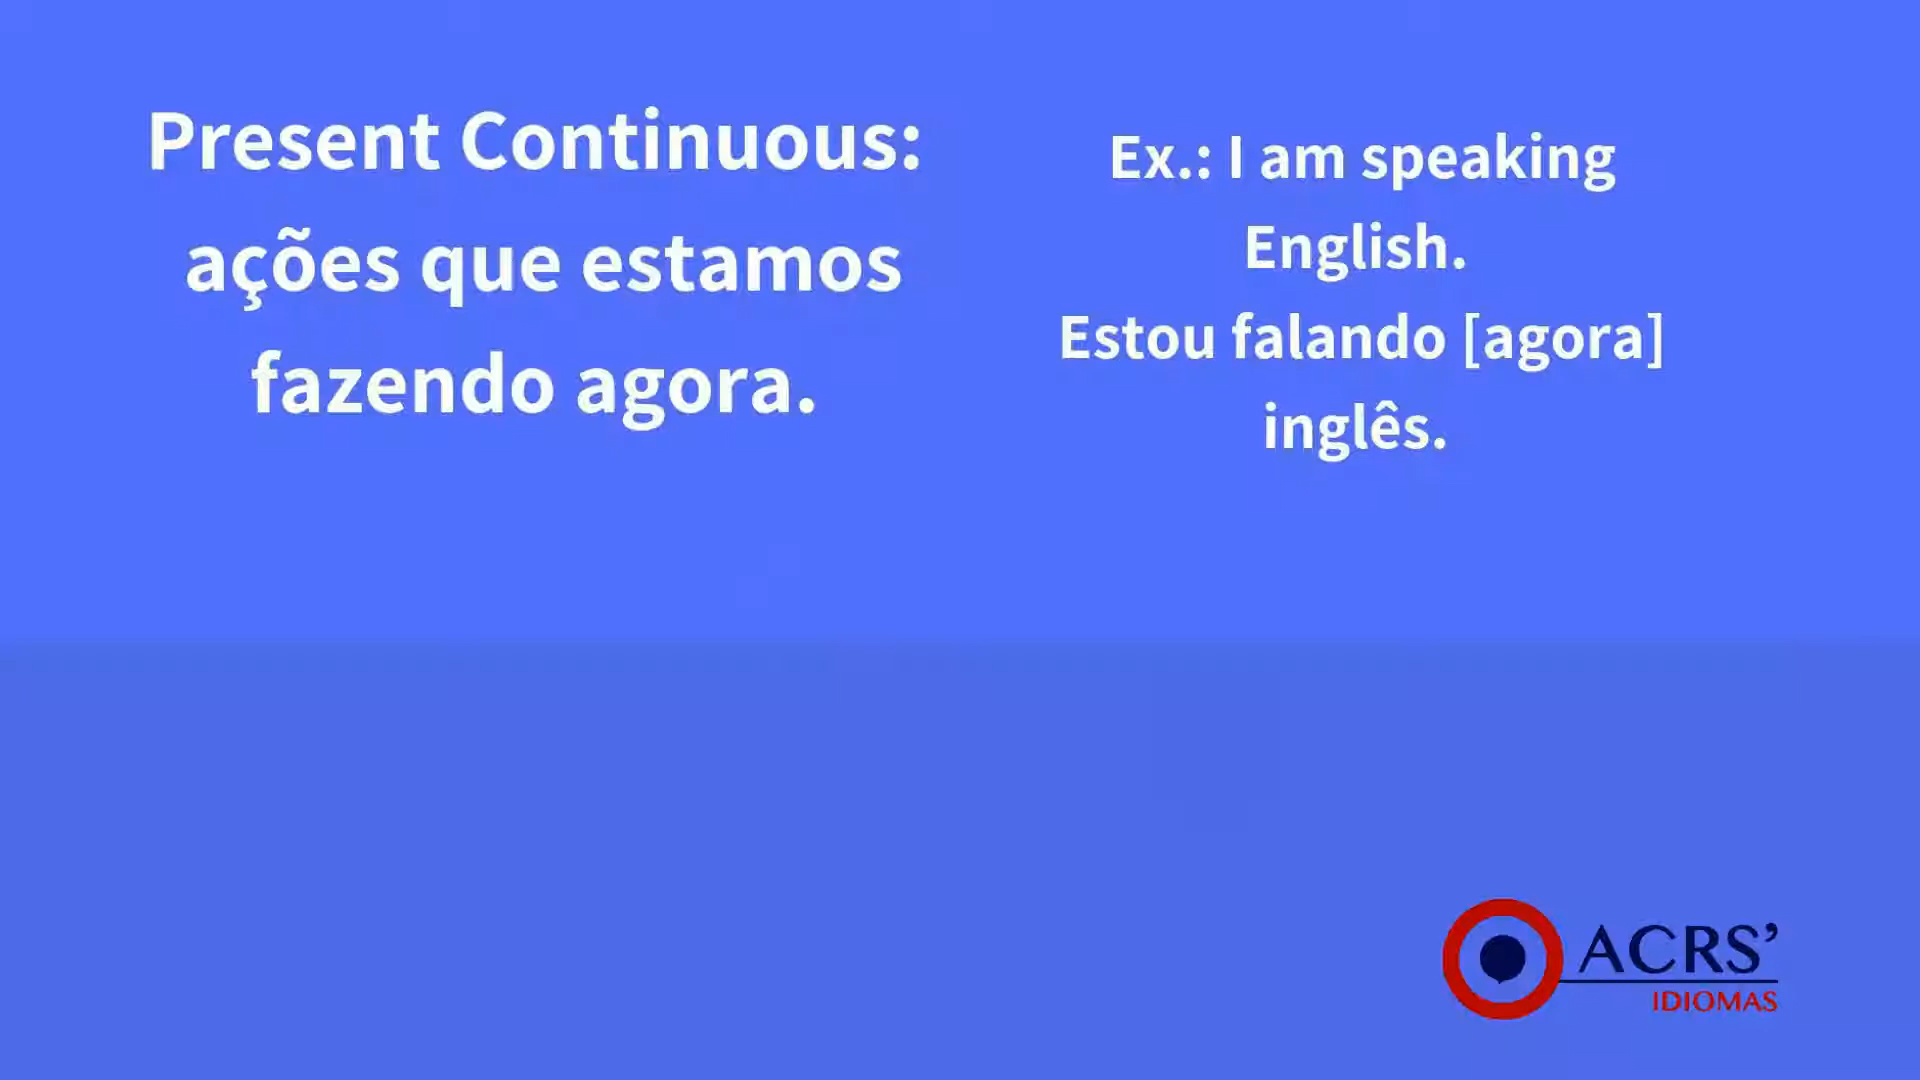 Present Continuous:
ações que estamos
fazendo agora.
Ex.: I am speaking
English.
Estou falando [agora]
inglês.
ACRS’
IDIOMAS